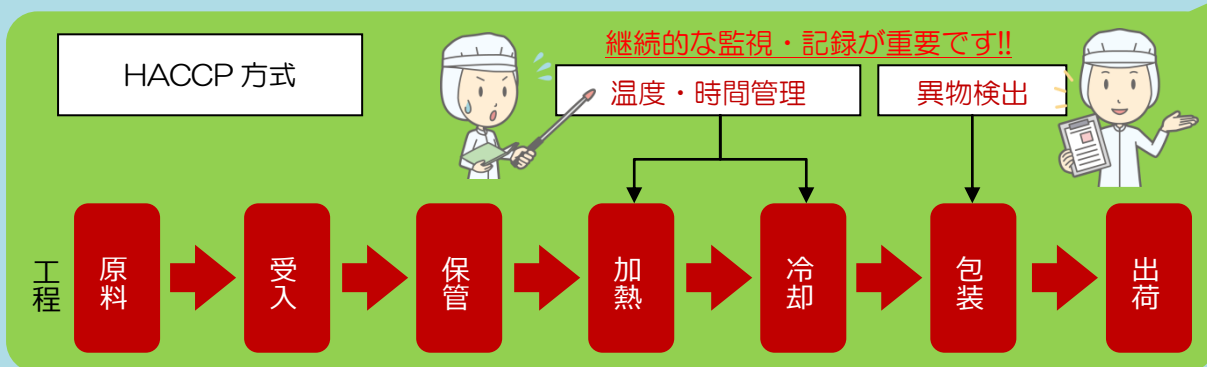 継続的な監視・記録が重要です!!
HACCP 方式
温度・時間管理
異物検出
工程
原料
受入
保管
加熱
冷却
包装
出荷